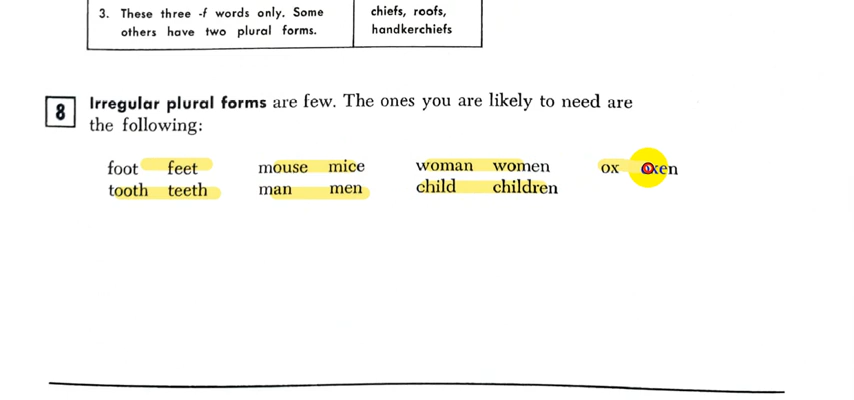 3. These three -f words only. Some chiefs, roofs,
others have two plural forms. handkerchiefs
8 Irregular plural forms are few. The ones you are likely to need are
the following:
foot feet mouse mice woman women ox oxen
tooth teeth man men child children